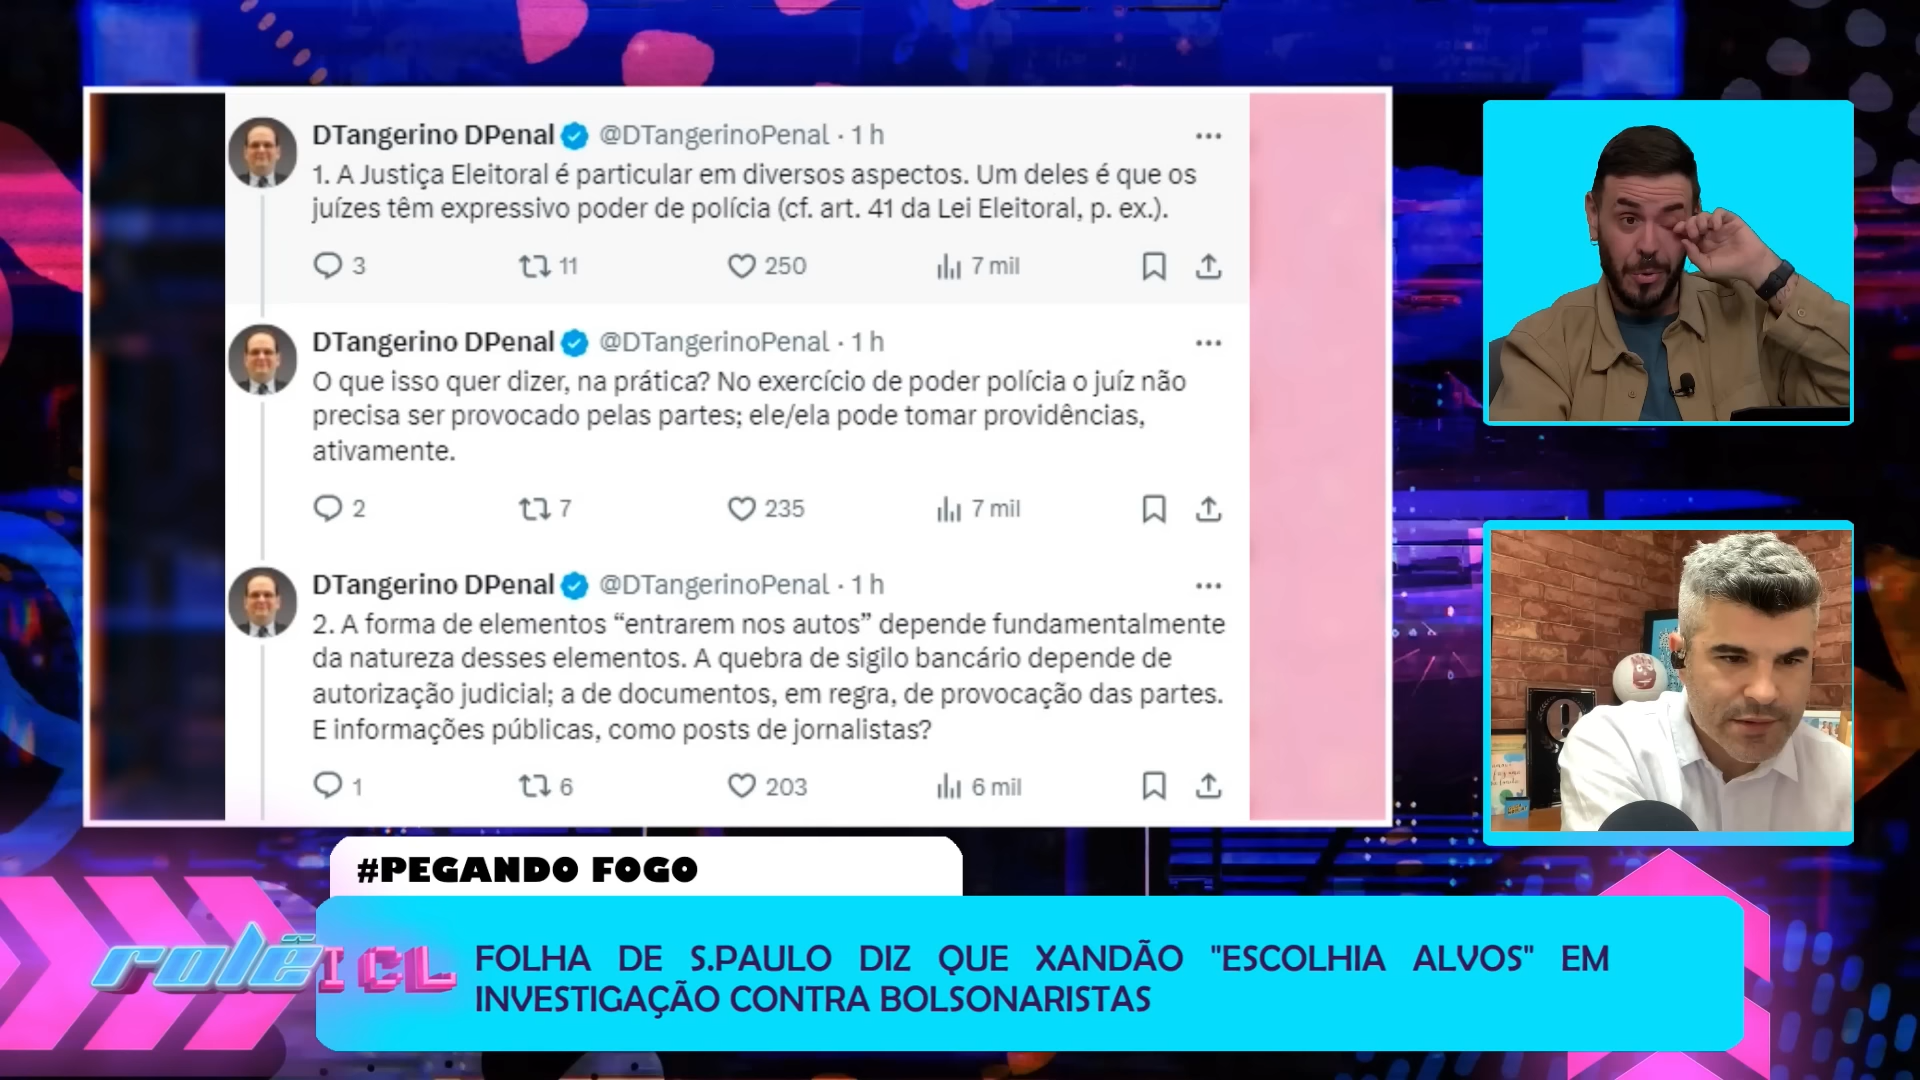 DTangerino DPenal @DTangerinoPenal · 1 h
1. A Justiça Eleitoral é particular em diversos aspectos. Um deles é que os
juízes têm expressivo poder de polícia (cf. art. 41 da Lei Eleitoral, p. ex.).
3 11 250 7 mil
DTangerino DPenal @DTangerinoPenal · 1 h
O que isso quer dizer, na prática? No exercício de poder polícia o juíz não
precisa ser provocado pelas partes; ele/ela pode tomar providências,
ativamente.
2 7 235 7 mil
DTangerino DPenal @DTangerinoPenal · 1 h
2. A forma de elementos “entrarem nos autos” depende fundamentalmente
da natureza desses elementos. A quebra de sigilo bancário depende de
autorização judicial; a de documentos, em regra, de provocação das partes.
E informações públicas, como posts de jornalistas?
1 6 203 6 mil
#PEGANDO FOGO
rolê ICL
FOLHA DE S.PAULO DIZ QUE XANDÃO "ESCOLHIA ALVOS" EM
INVESTIGAÇÃO CONTRA BOLSONARISTAS